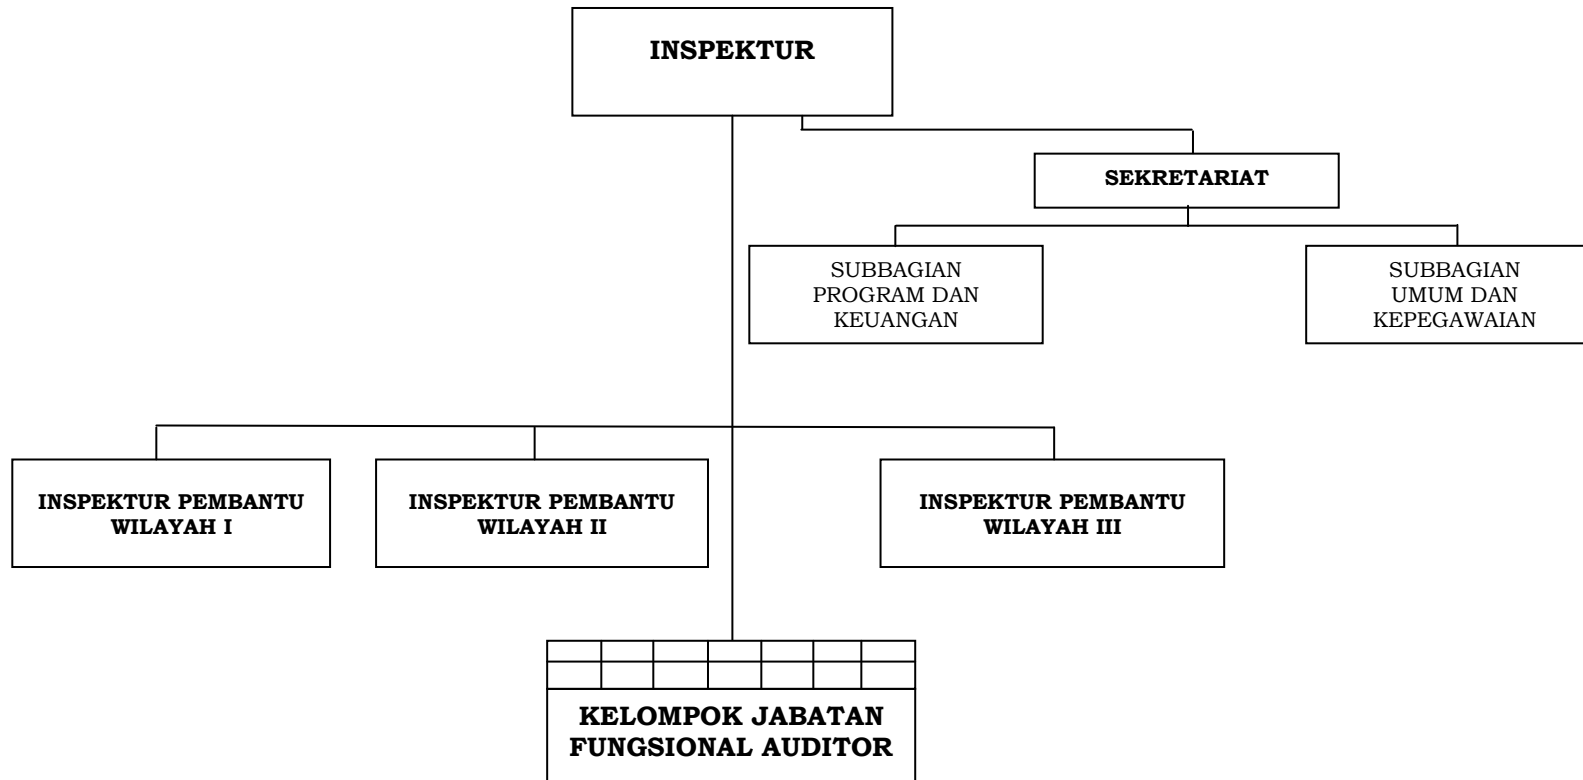 INSPEKTUR
SEKRETARIAT
SUBBAGIAN
PROGRAM DAN
KEUANGAN
SUBBAGIAN
UMUM DAN
KEPEGAWAIAN
INSPEKTUR PEMBANTU
WILAYAH I
INSPEKTUR PEMBANTU
WILAYAH II
INSPEKTUR PEMBANTU
WILAYAH III
KELOMPOK JABATAN
FUNGSIONAL AUDITOR